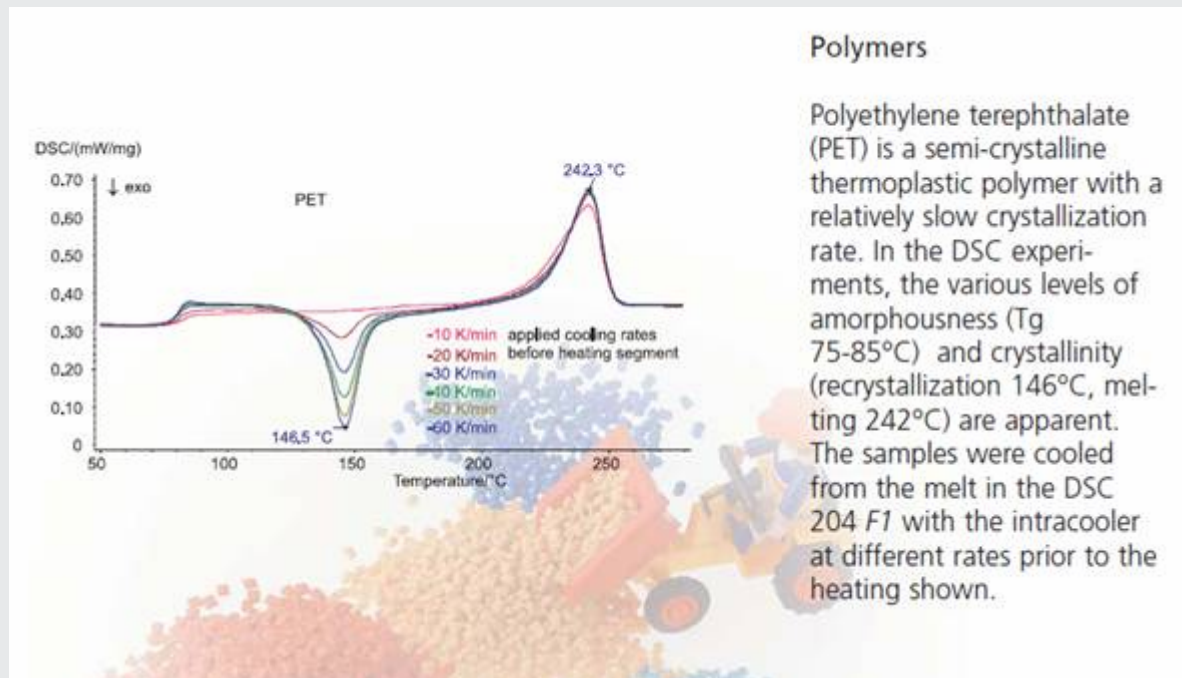 DSC/(mW/mg)
0.70
↓ exo
PET
242.3 °C
0,60
0.50
0,40
0.30
0.20
0,10
0
-10 K/min applied cooling rates
-20 K/min before heating segment
-30 K/min
-40 K/min
-50 K/min
-60 K/min
146,5 °C
50
100
150
200
250
Temperature/°C
Polymers
Polyethylene terephthalate
(PET) is a semi-crystalline
thermoplastic polymer with a
relatively slow crystallization
rate. In the DSC experi-
ments, the various levels of
amorphousness (Tg
75-85°C) and crystallinity
(recrystallization 146°C, mel-
ting 242°C) are apparent.
The samples were cooled
from the melt in the DSC
204 F1 with the intracooler
at different rates prior to the
heating shown.